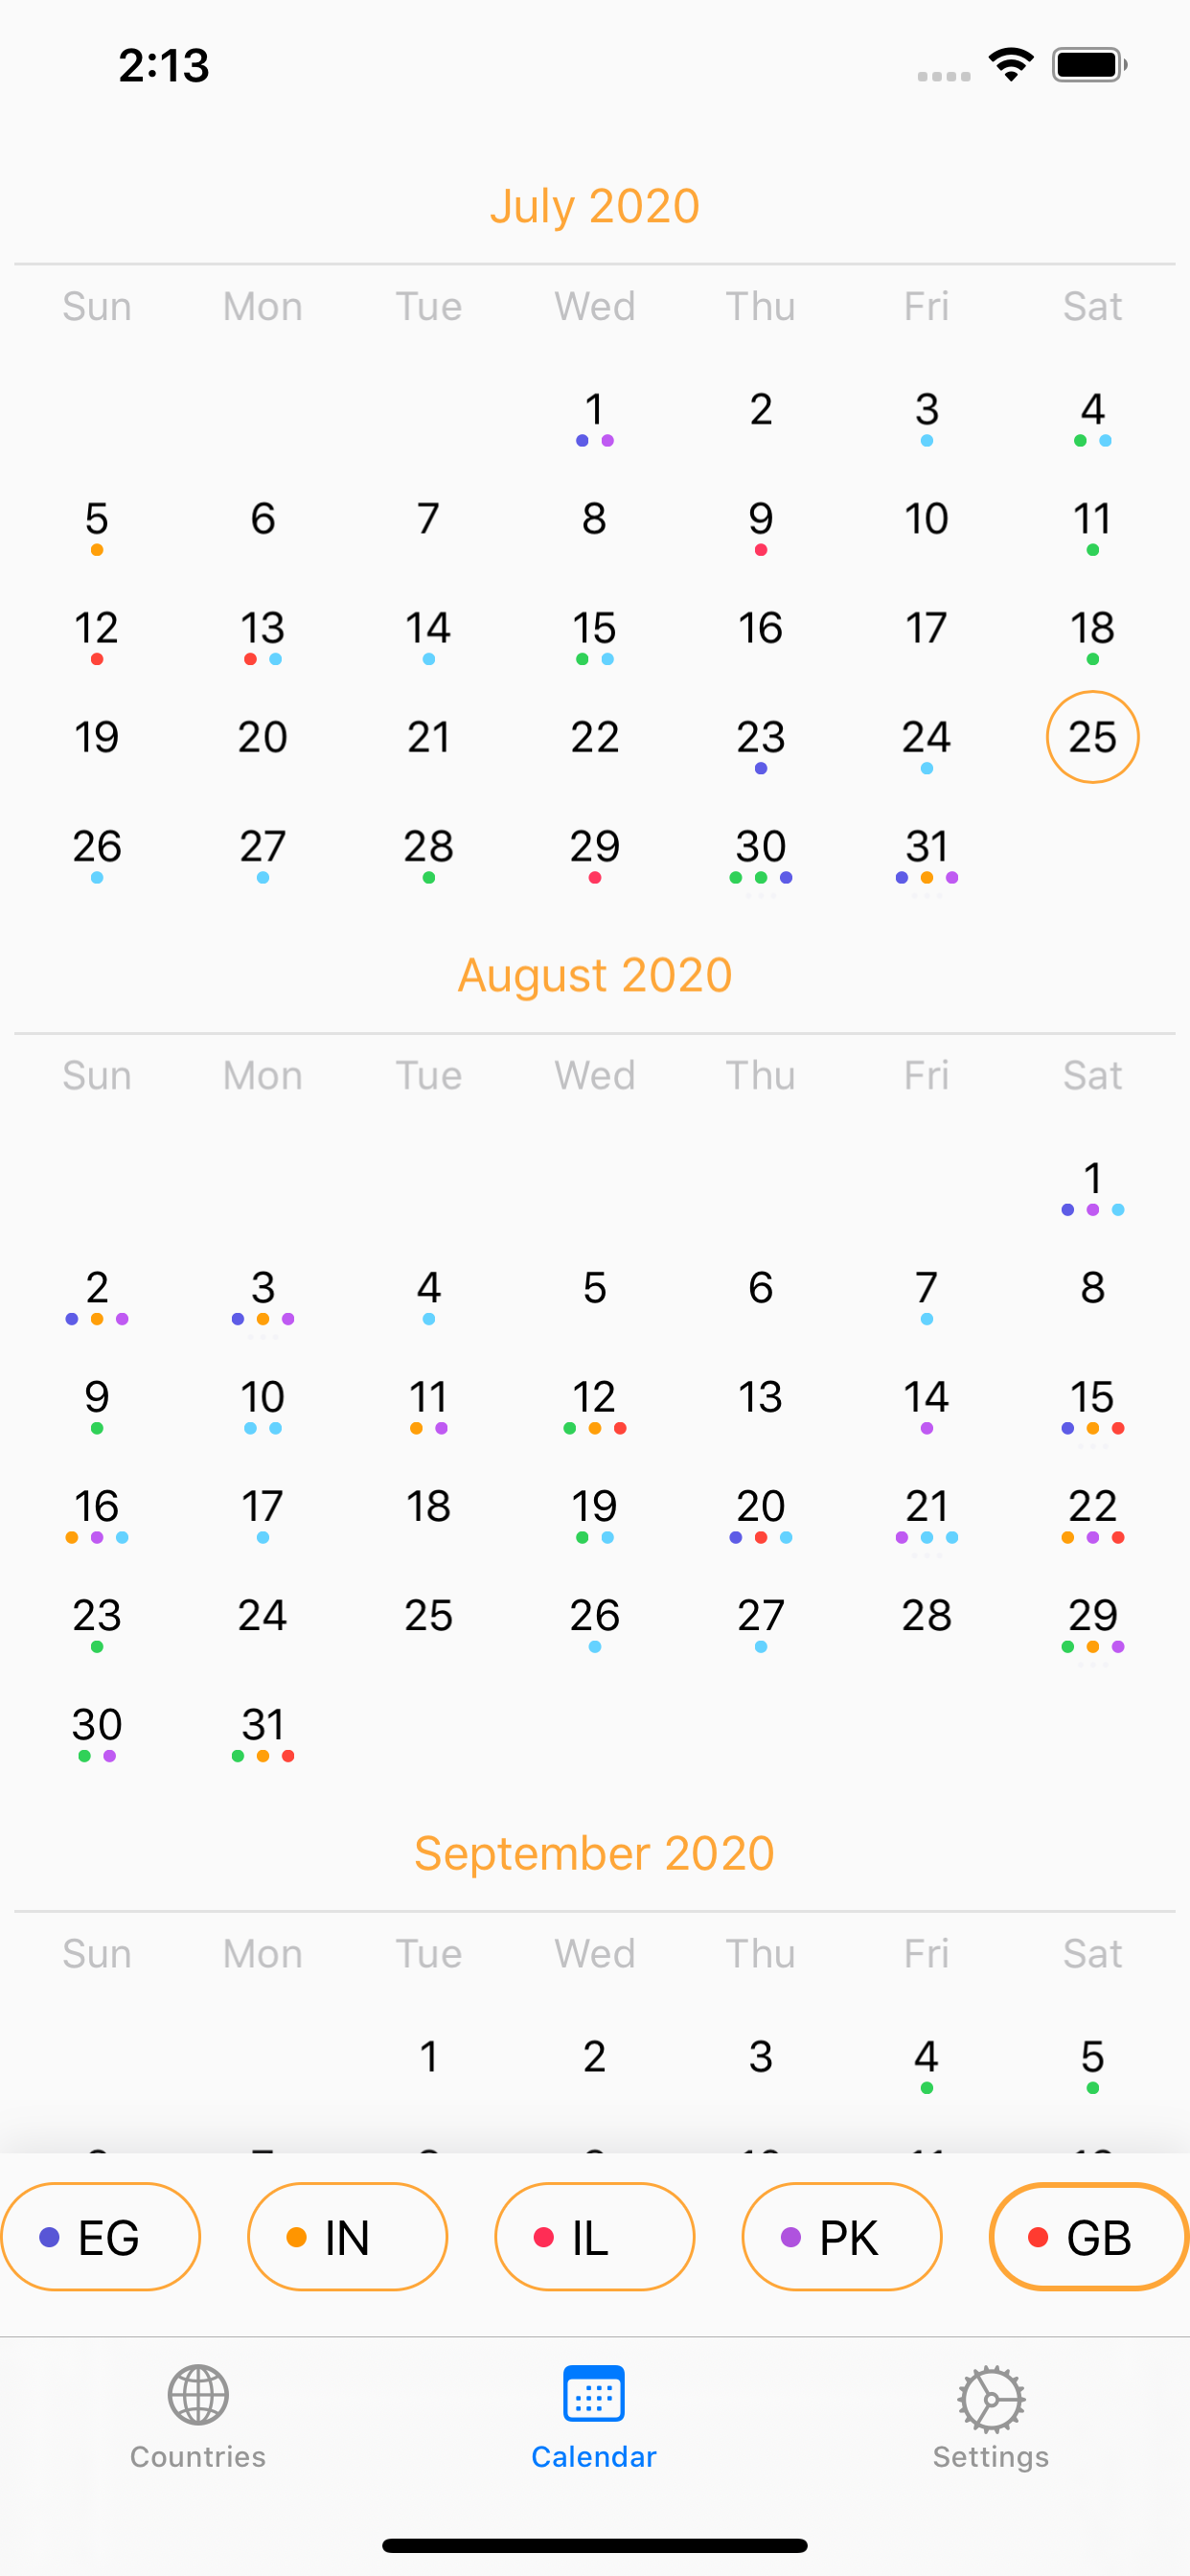 2:13
July 2020
Sun Mon Tue Wed Thu Fri Sat
1 2 3 4
5 6 7 8 9 10 11
12 13 14 15 16 17 18
19 20 21 22 23 24 25
26 27 28 29 30 31
August 2020
Sun Mon Tue Wed Thu Fri Sat
1
2 3 4 5 6 7 8
9 10 11 12 13 14 15
16 17 18 19 20 21 22
23 24 25 26 27 28 29
30 31
September 2020
Sun Mon Tue Wed Thu Fri Sat
1 2 3 4 5
EG IN IL PK GB
Countries Calendar Settings